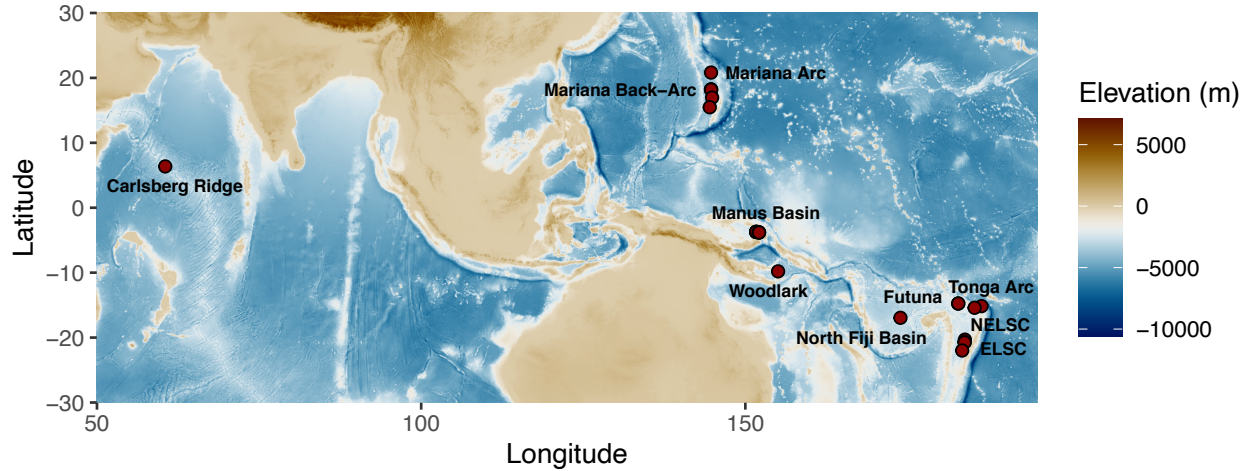 30
20
10
0
−10
−20
−30
Latitude
50
100
150
Longitude
Mariana Arc
Mariana Back−Arc
Carlsberg Ridge
Manus Basin
Woodlark
Futuna
Tonga Arc
North Fiji Basin
NELSC
ELSC
Elevation (m)
5000
0
−5000
−10000